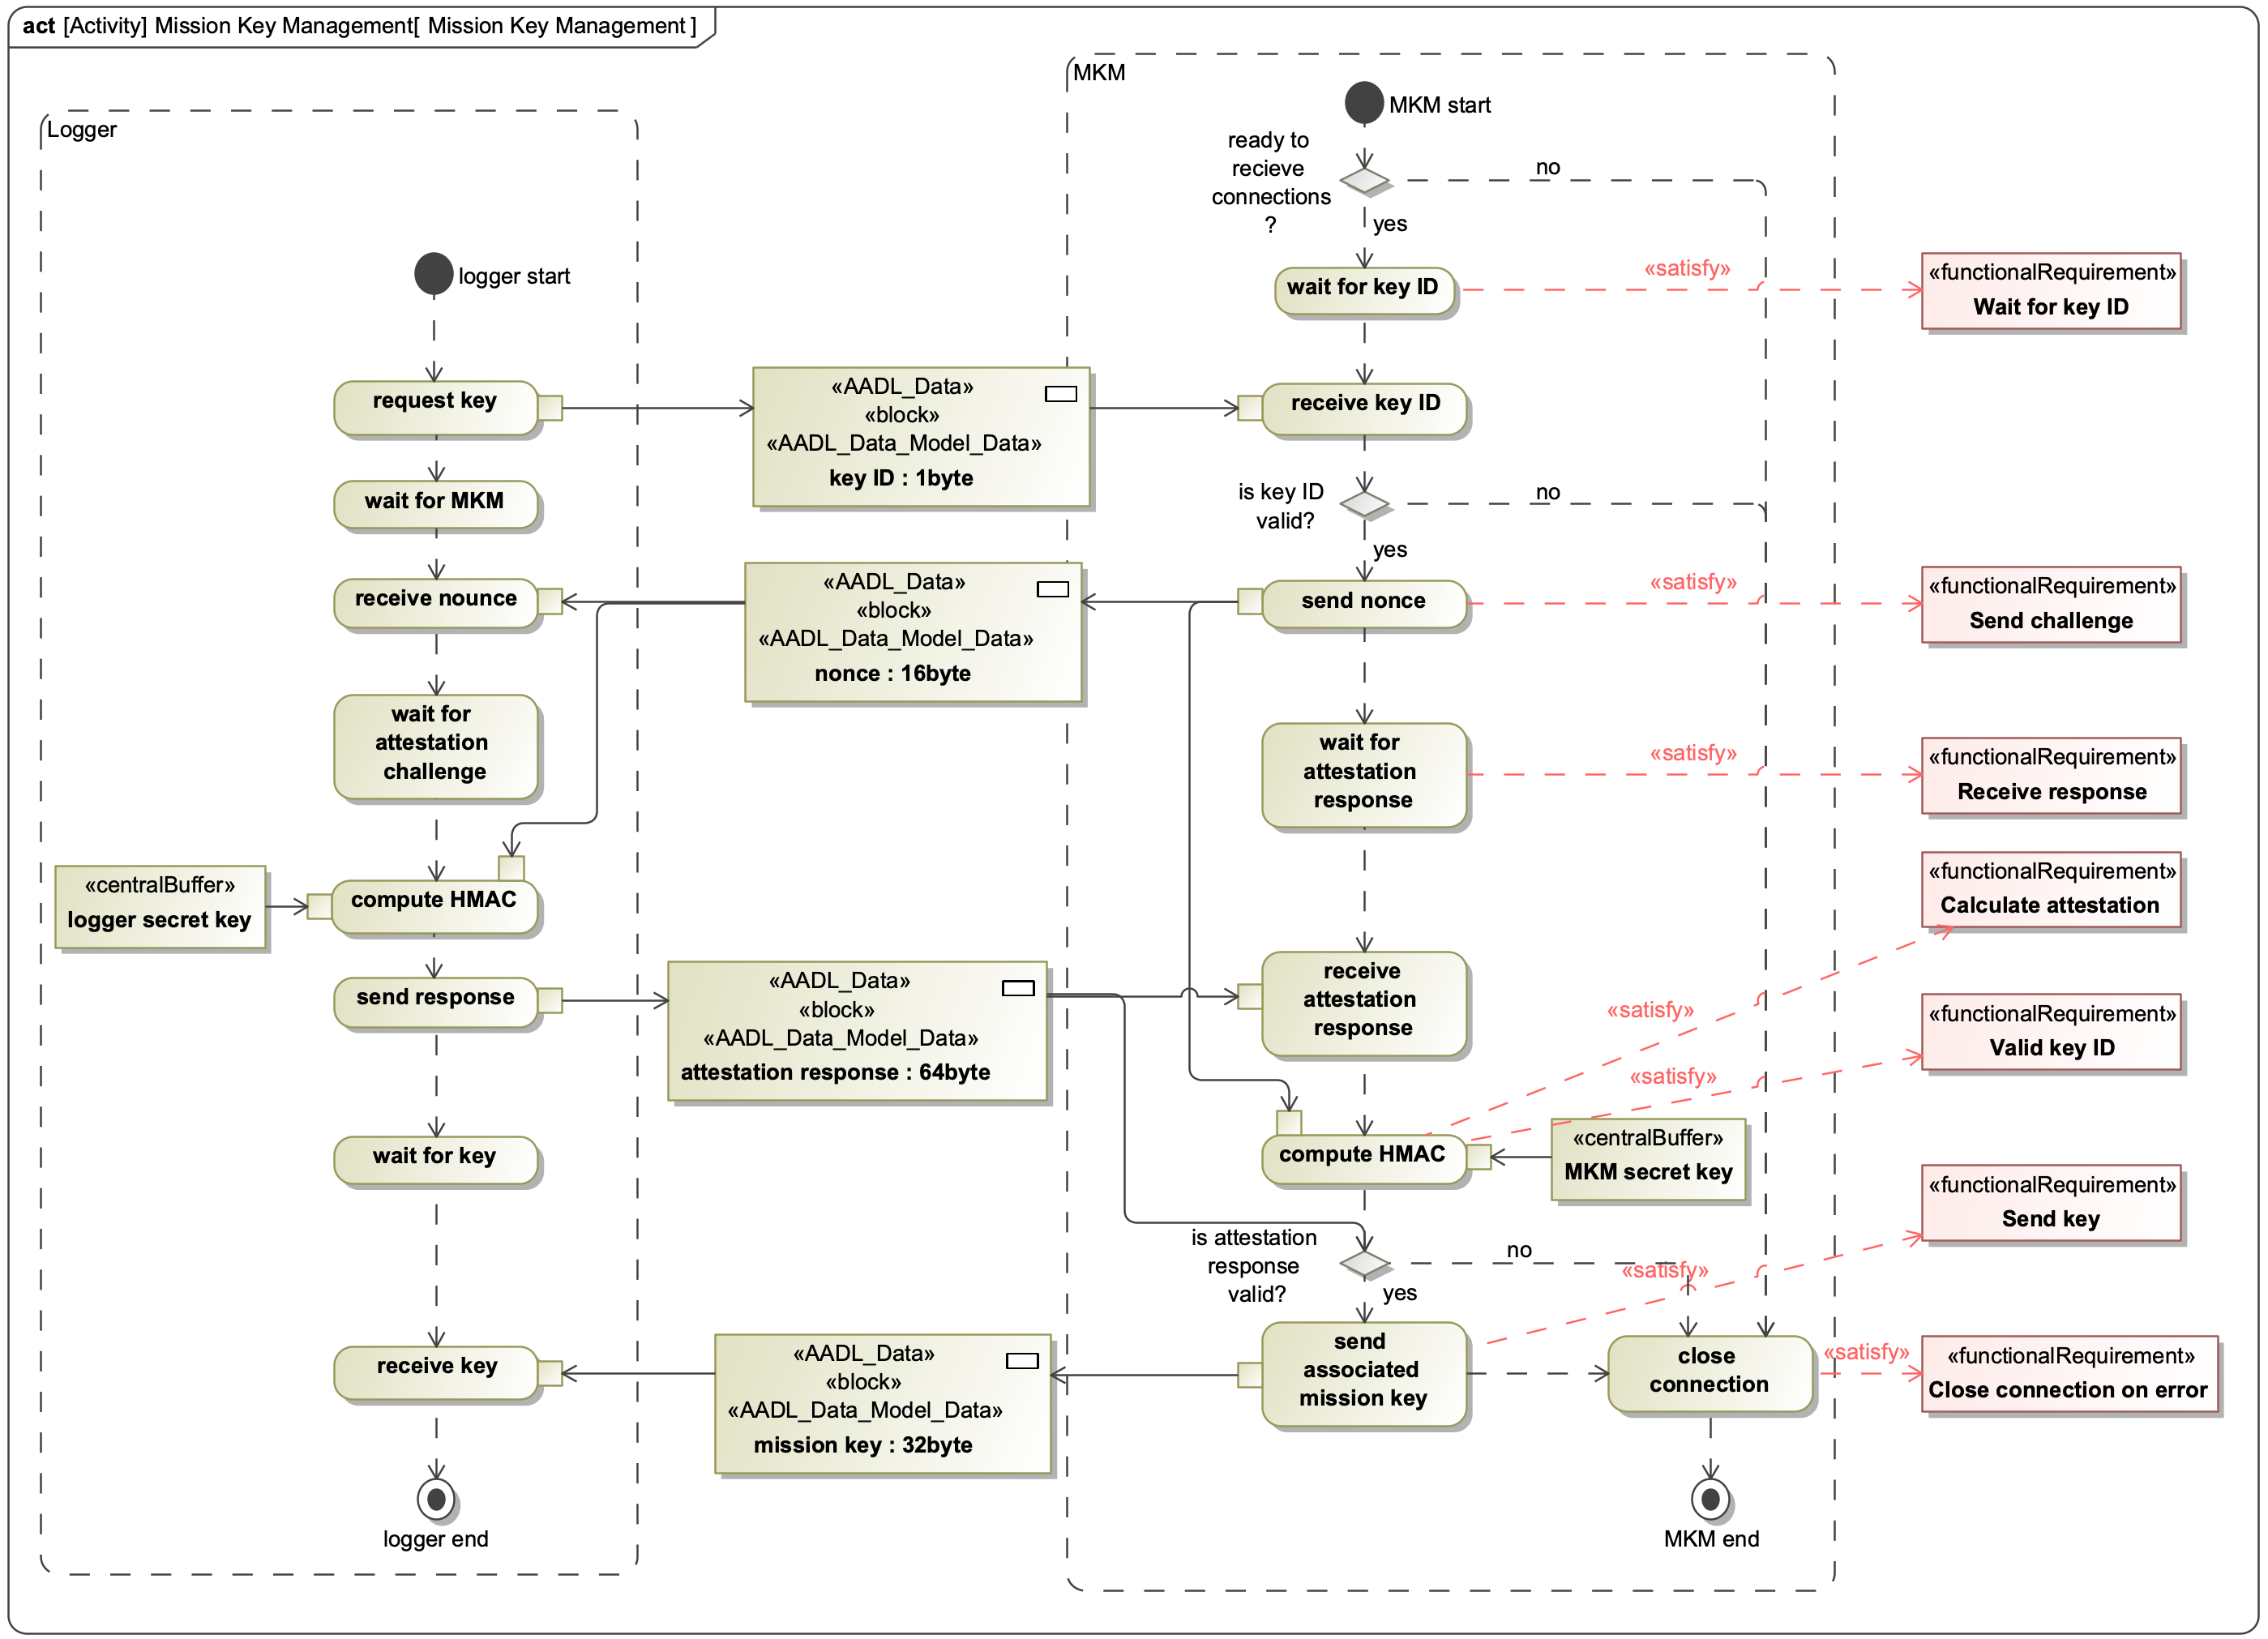 act [Activity] Mission Key Management[ Mission Key Management ]
Logger
logger start
request key
wait for MKM
receive nounce
wait for
attestation
challenge
«centralBuffer»
logger secret key
compute HMAC
send response
wait for key
receive key
logger end
«AADL_Data»
«block»
«AADL_Data_Model_Data»
key ID : 1byte
«AADL_Data»
«block»
«AADL_Data_Model_Data»
nonce : 16byte
«AADL_Data»
«block»
«AADL_Data_Model_Data»
attestation response : 64byte
«AADL_Data»
«block»
«AADL_Data_Model_Data»
mission key : 32byte
MKM
MKM start
ready to
recieve
connections
?
no
yes
wait for key ID
receive key ID
is key ID
valid?
no
yes
send nonce
wait for
attestation
response
receive
attestation
response
compute HMAC
«centralBuffer»
MKM secret key
is attestation
response
valid?
no
yes
send
associated
mission key
close
connection
MKM end
«satisfy»
«functionalRequirement»
Wait for key ID
«satisfy»
«functionalRequirement»
Send challenge
«satisfy»
«functionalRequirement»
Receive response
«satisfy»
«functionalRequirement»
Calculate attestation
«satisfy»
«functionalRequirement»
Valid key ID
«satisfy»
«functionalRequirement»
Send key
«satisfy»
«functionalRequirement»
Close connection on error